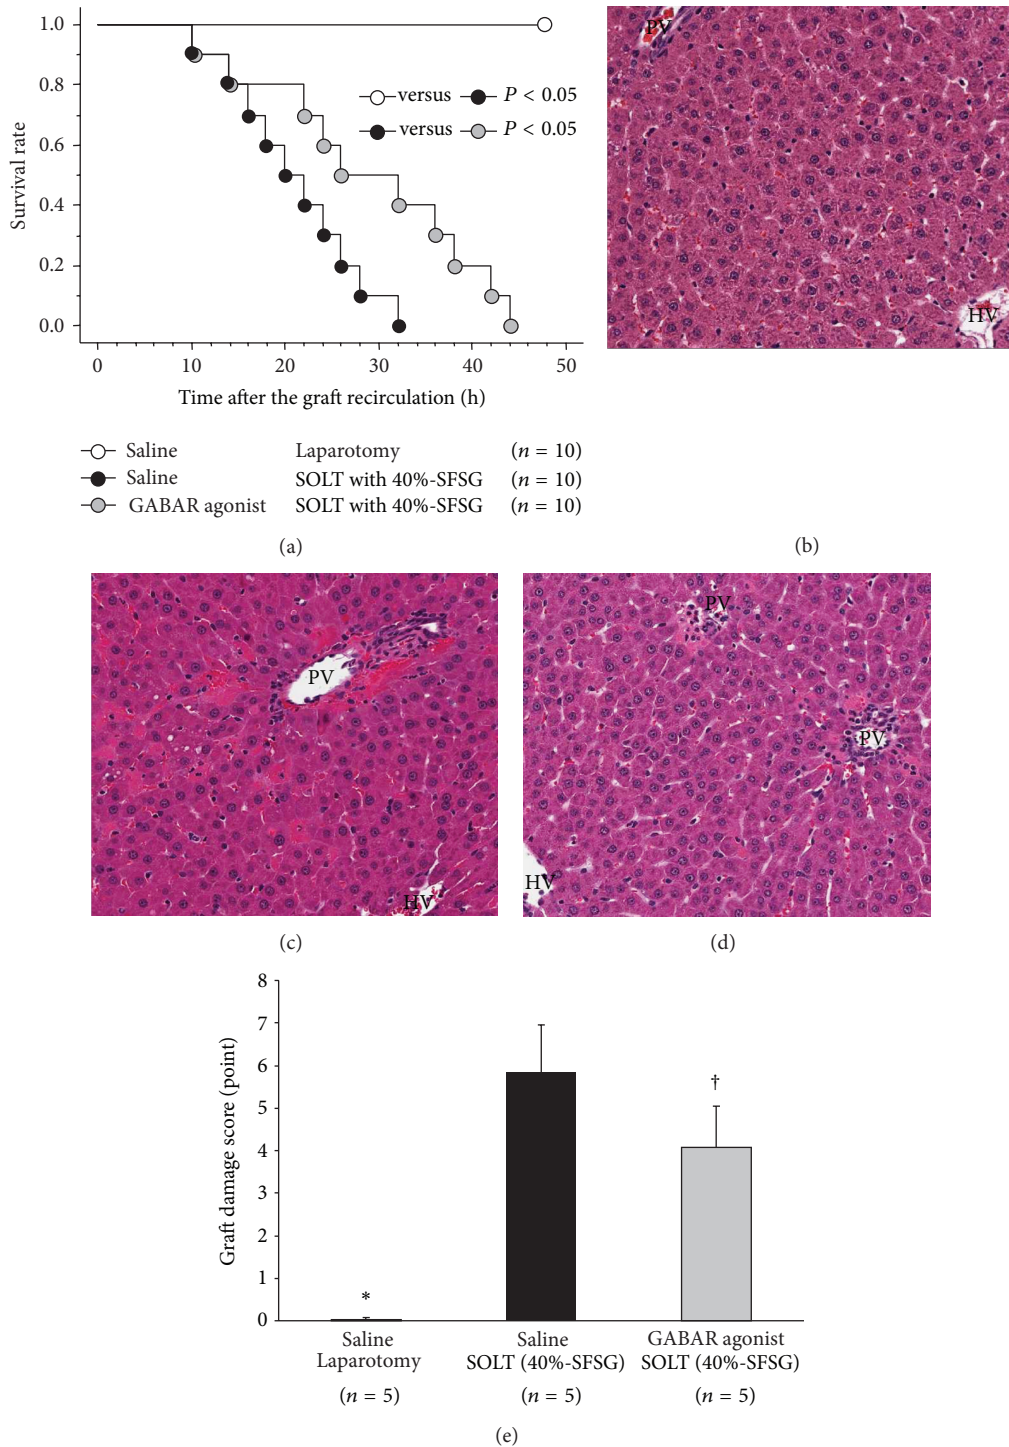 1.0
0.8
0.6
0.4
0.2
0.0
Survival rate
versus P < 0.05
versus P < 0.05
0 10 20 30 40 50
Time after the graft recirculation (h)
Saline Laparotomy (n = 10)
Saline SOLT with 40%-SFSG (n = 10)
GABAR agonist SOLT with 40%-SFSG (n = 10)
(a)
PV
HV
(b)
PV
HV
(c)
PV
PV
HV
(d)
8
7
6
5
4
3
2
1
0
Graft damage score (point)
*
†
Saline
Laparotomy
(n = 5)
Saline
SOLT (40%-SFSG)
(n = 5)
GABAR agonist
SOLT (40%-SFSG)
(n = 5)
(e)